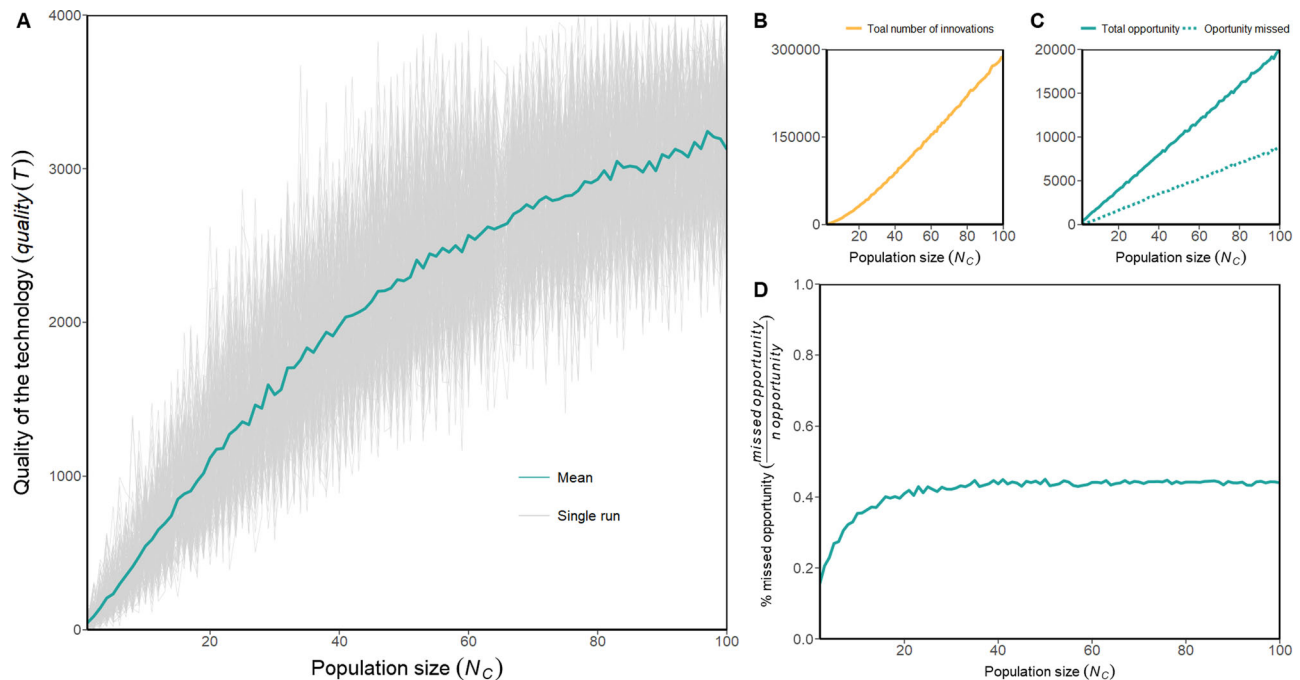 A
4000
3000
2000
1000
0
20
40
60
80
100
Quality of the technology (quality(T))
Population size (N_C)
Mean
Single run
B
Toal number of innovations
300000
150000
0
20
40
60
80
100
Population size (N_C)
C
Total opportunity
Oportunity missed
20000
15000
10000
5000
0
20
40
60
80
100
Population size (N_C)
D
1.0
0.8
0.6
0.4
0.2
0.0
20
40
60
80
100
% missed opportunity (missed opportunity / n opportunity)
Population size (N_C)